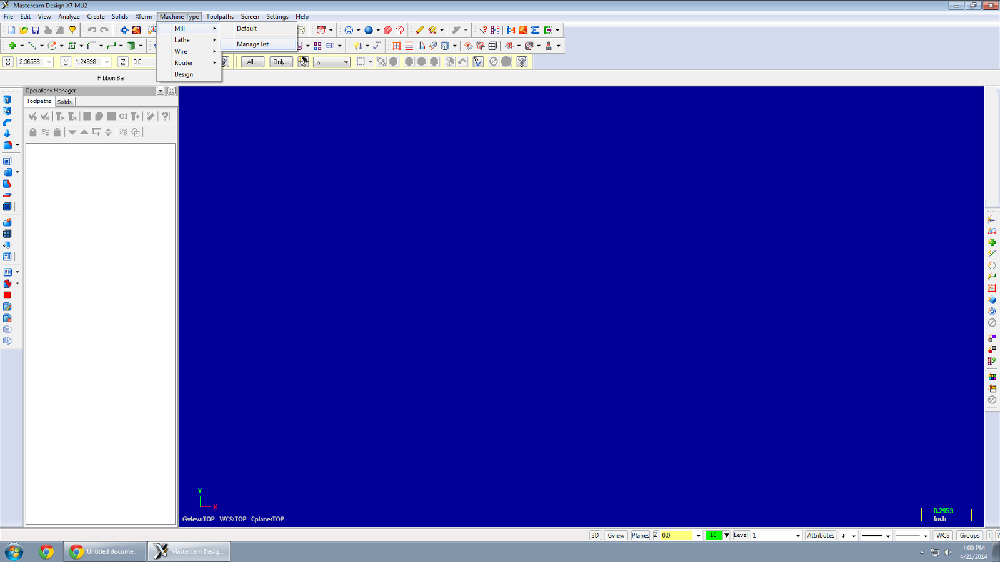 Mastercam Design X7 MU2
File Edit View Analyze Create Solids Xform Machine Type Toolpaths Screen Settings Help
Mill Default
Lathe Manage list
Wire
Router
Design
X -2.36568 Y 1.24898 Z 0.0 All... Only... In
Ribbon Bar
Operations Manager
Toolpaths Solids
G1
Y
X
Gview:TOP WCS:TOP Cplane:TOP
0.2953
Inch
3D Gview Planes Z 0.0 10 Level 1 Attributes WCS Groups ! ?
Untitled docume... Mastercam Desig...
1:00 PM
4/21/2014